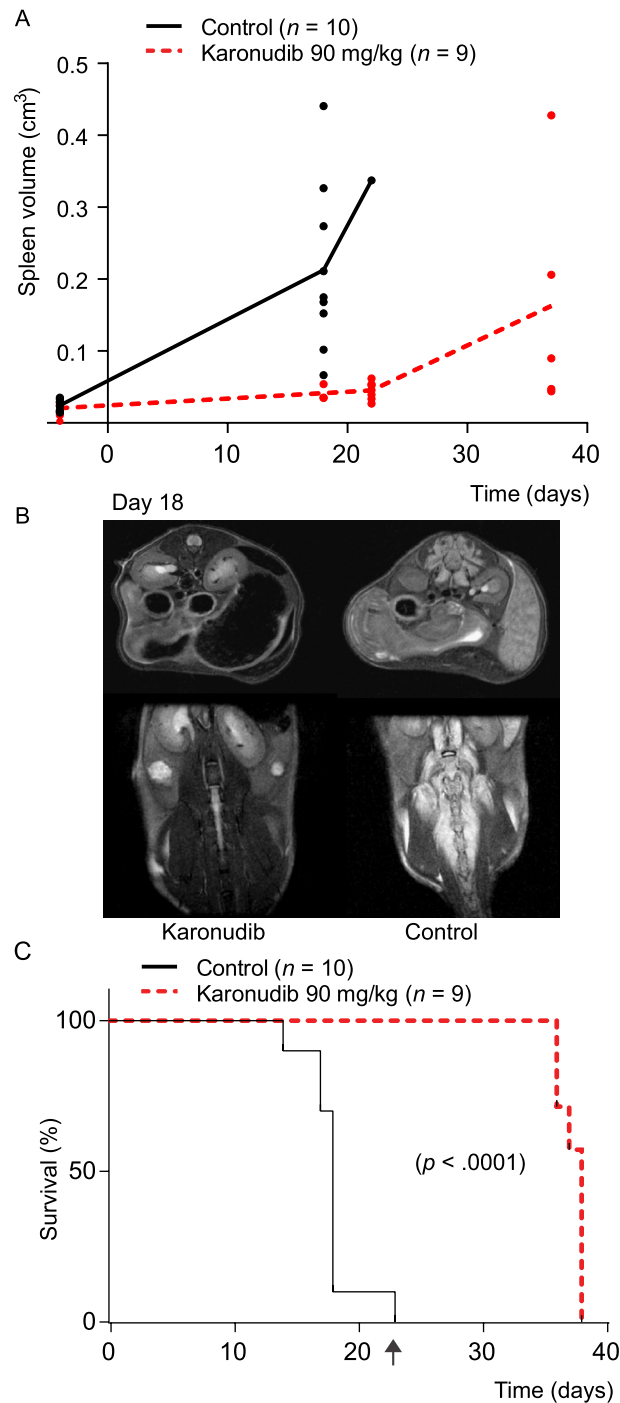 A
Control (n = 10)
Karonudib 90 mg/kg (n = 9)
Spleen volume (cm³)
0.5
0.4
0.3
0.2
0.1
0 10 20 30 40
Time (days)
B
Day 18
Karonudib Control
C
Control (n = 10)
Karonudib 90 mg/kg (n = 9)
Survival (%)
100
50
0
(p < .0001)
0 10 20 30 40
Time (days)